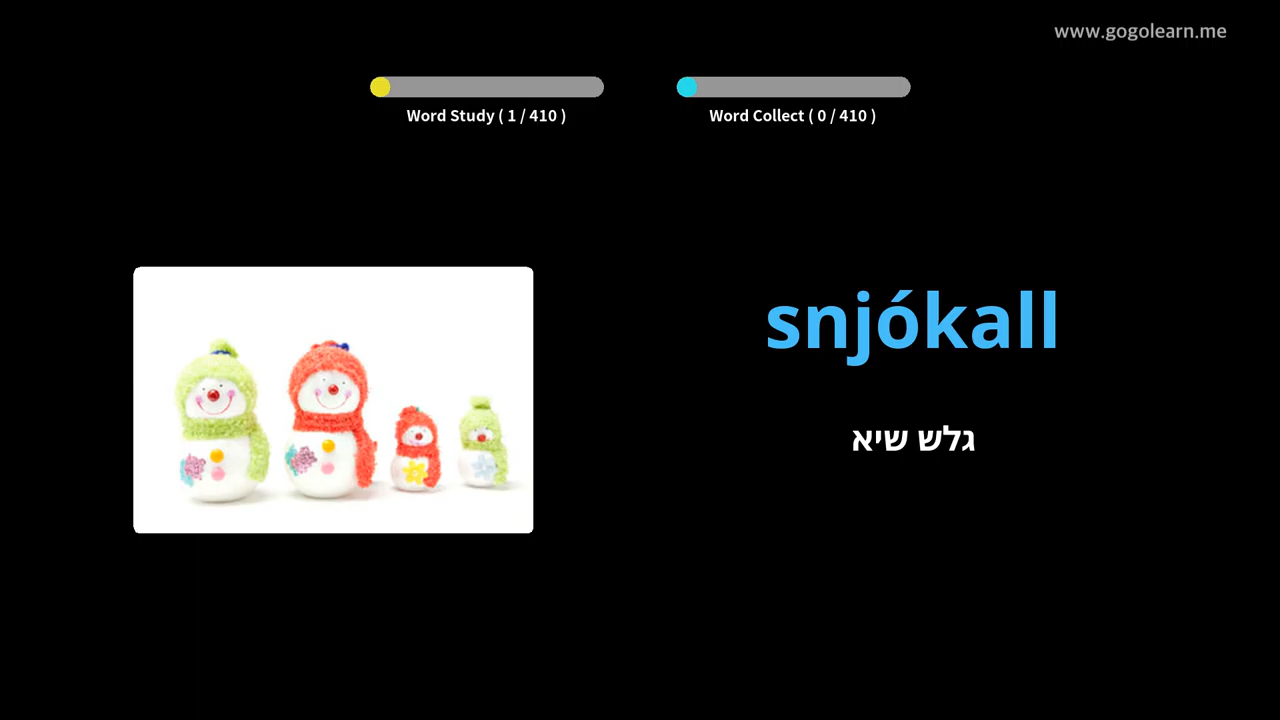 www.gogolearn.me
Word Study ( 1 / 410 )
Word Collect ( 0 / 410 )
snjókall
גלש שיא